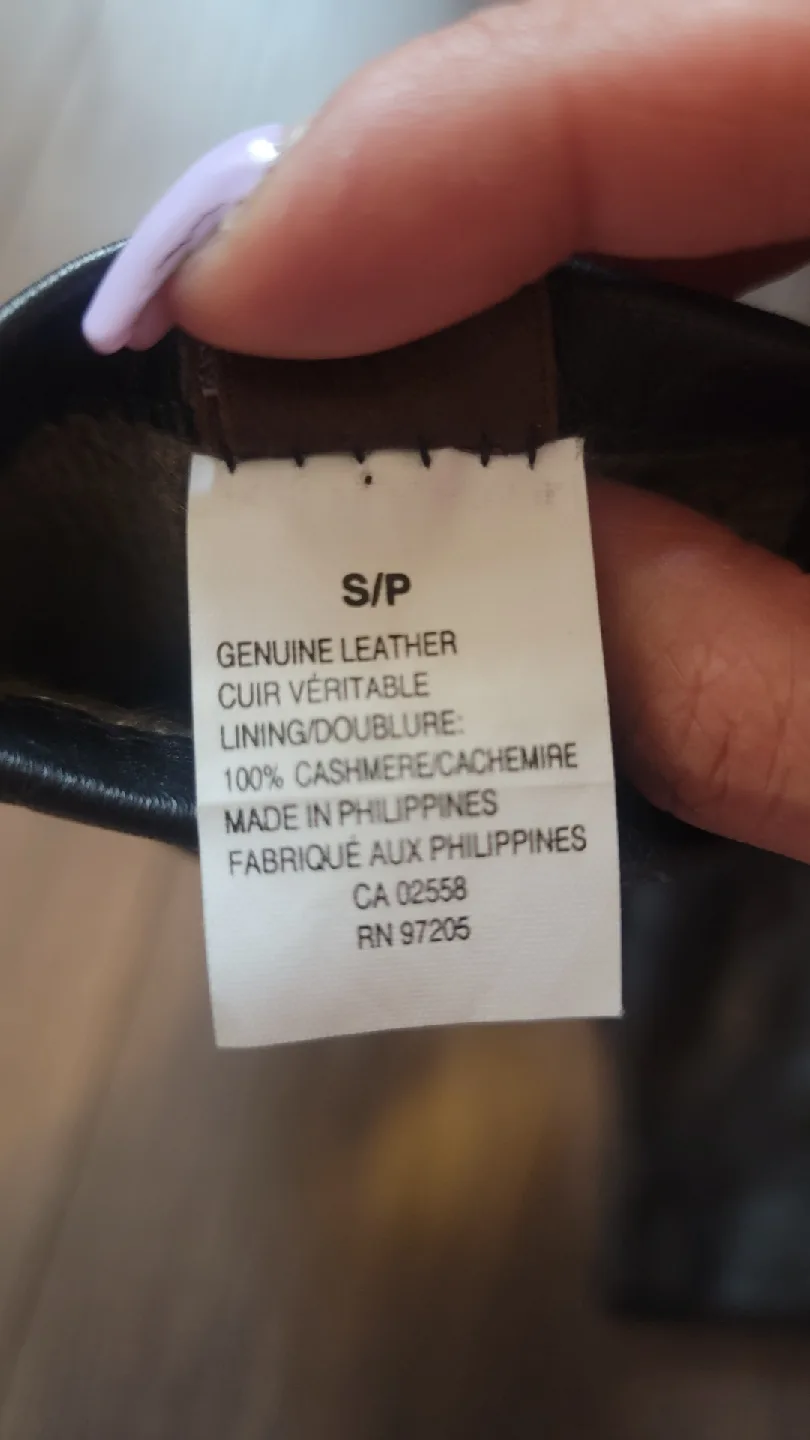 S/P
GENUINE LEATHER
CUIR VÉRITABLE
LINING/DOUBLURE:
100% CASHMERE/CACHEMIRE
MADE IN PHILIPPINES
FABRIQUÉ AUX PHILIPPINES
CA 02558
RN 97205